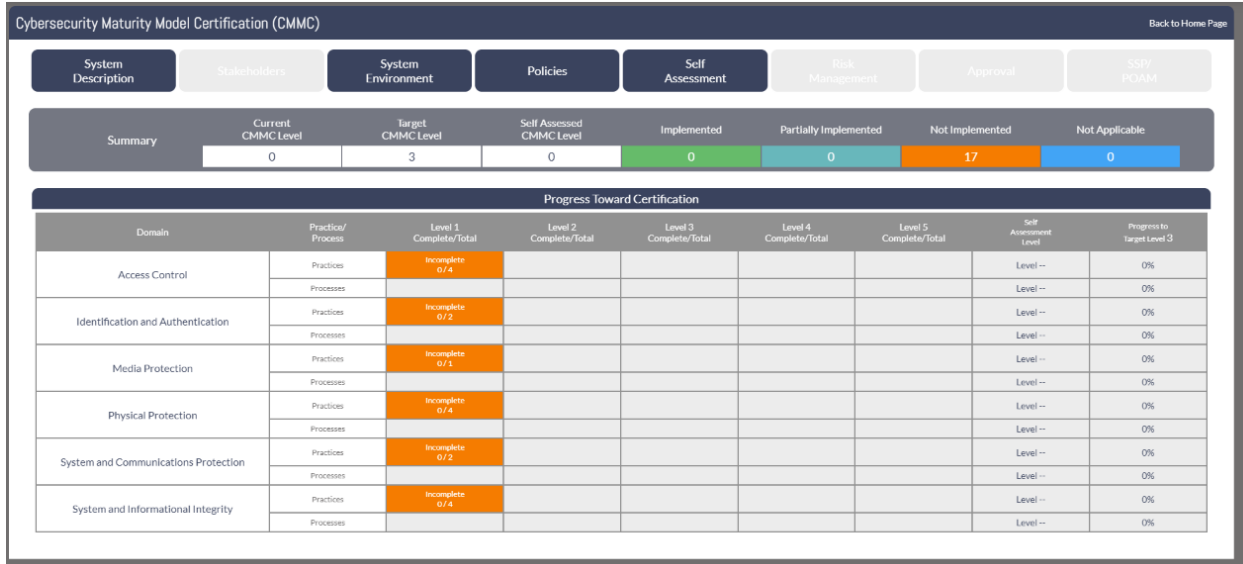 Cybersecurity Maturity Model Certification (CMMC)
Back to Home Page
System
Description
Stakeholders
System
Environment
Policies
Self
Assessment
Risk
Management
Approval
SSP/
POAM
Summary
Current
CMMC Level
Target
CMMC Level
Self Assessed
CMMC Level
Implemented
Partially Implemented
Not Implemented
Not Applicable
0 3 0 0 0 17 0
Progress Toward Certification
Domain
Practice/
Process
Level 1
Complete/Total
Level 2
Complete/Total
Level 3
Complete/Total
Level 4
Complete/Total
Level 5
Complete/Total
Self
Assessment
Level
Progress to
Target Level 3
Access Control
Practices
Incomplete
0 / 4
Level --
0%
Processes
Level --
0%
Identification and Authentication
Practices
Incomplete
0 / 2
Level --
0%
Processes
Level --
0%
Media Protection
Practices
Incomplete
0 / 1
Level --
0%
Processes
Level --
0%
Physical Protection
Practices
Incomplete
0 / 4
Level --
0%
Processes
Level --
0%
System and Communications Protection
Practices
Incomplete
0 / 2
Level --
0%
Processes
Level --
0%
System and Informational Integrity
Practices
Incomplete
0 / 4
Level --
0%
Processes
Level --
0%